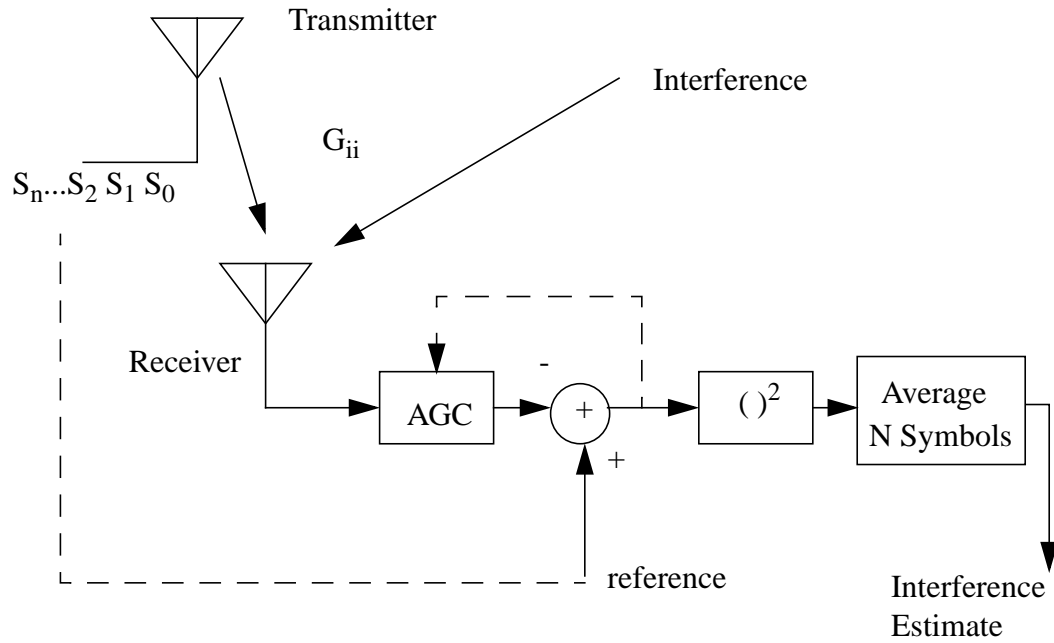 Transmitter
Interference
G_ii
S_n...S_2 S_1 S_0
Receiver
-
AGC
+
+
( )^2
Average
N Symbols
reference
Interference
Estimate